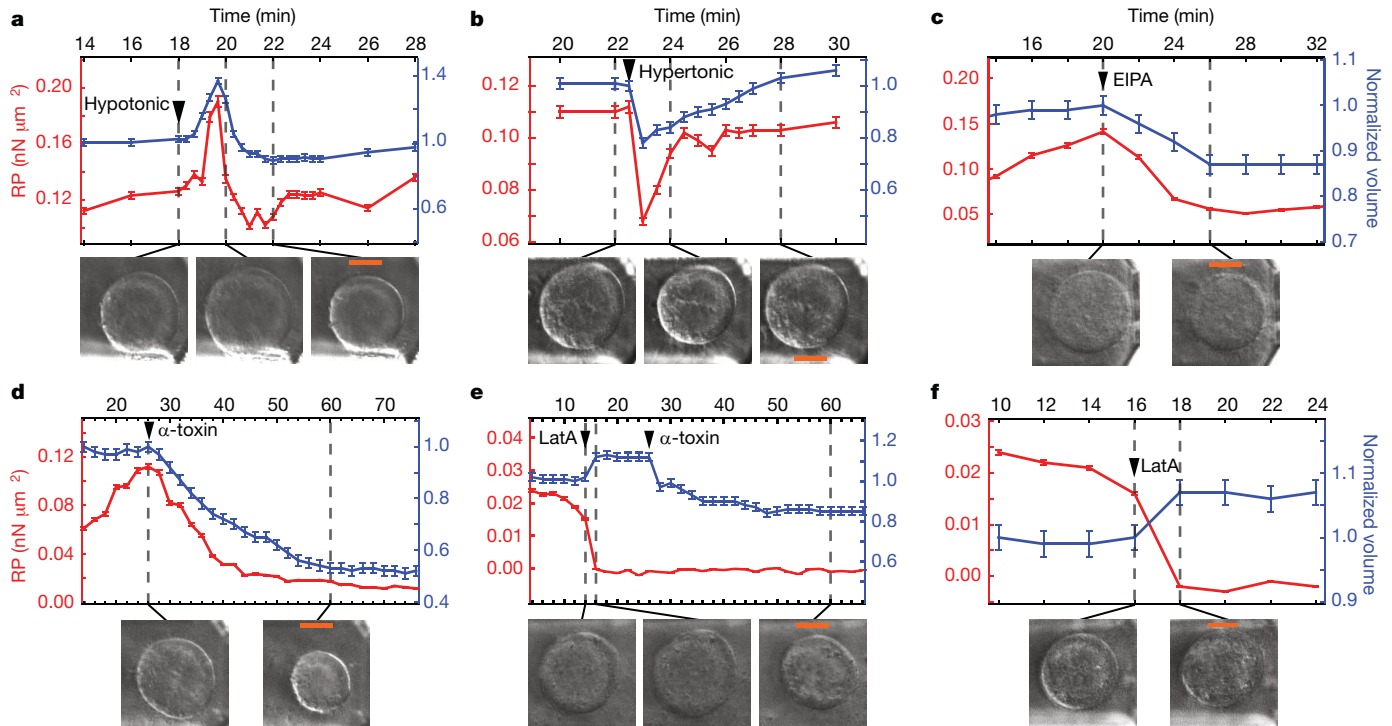 a
Time (min)
14 16 18 20 22 24 26 28
RP (nN μm⁻²)
0.20
0.16
0.12
Hypotonic
1.4
1.0
0.6
b
20 22 24 26 28 30
0.12
0.10
0.08
0.06
Hypertonic
1.0
0.8
0.6
c
Time (min)
16 20 24 28 32
0.20
0.15
0.10
0.05
EIPA
1.1
1.0
0.9
0.8
0.7
Normalized volume
d
20 30 40 50 60 70
RP (nN μm⁻²)
0.12
0.08
0.04
0.00
α-toxin
1.0
0.8
0.6
0.4
e
10 20 30 40 50 60
0.04
0.03
0.02
0.01
0.00
LatA
α-toxin
1.2
1.0
0.8
0.6
f
10 12 14 16 18 20 22 24
0.03
0.02
0.01
0.00
LatA
1.1
1.0
0.9
Normalized volume